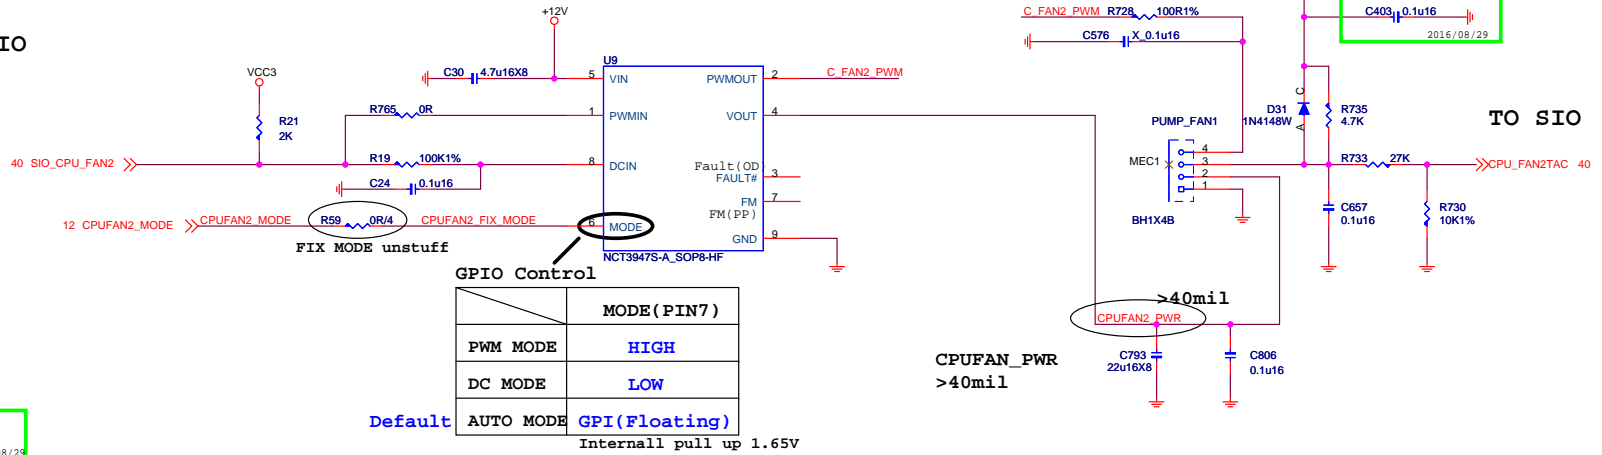 +12V
C_FAN2_PWM R728 100R1%
C403 0.1u16
2016/08/29
C576 X_0.1u16
IO
U9
VCC3
C30 4.7u16X8
5 VIN PWMOUT 2 C_FAN2_PWM
R765 0R 1 PWMIN VOUT 4
R21
2K
D31
1N4148W
C
A
R735
4.7K
TO SIO
PUMP_FAN1
4
3
2
1
MEC1
BH1X4B
40 SIO_CPU_FAN2
R19 100K1% 8 DCIN
Fault(OD)
FAULT# 3
R733 27K
CPU_FAN2TAC 40
C24 0.1u16
FM 7
FM(PP)
C657
0.1u16
R730
10K1%
12 CPUFAN2_MODE CPUFAN2_MODE R59 0R/4 CPUFAN2_FIX_MODE 6 MODE
GND 9
FIX MODE unstuff
NCT3947S-A_SOP8-HF
GPIO Control
MODE(PIN7)
PWM MODE HIGH
DC MODE LOW
Default AUTO MODE GPI(Floating)
Internall pull up 1.65V
>40mil
CPUFAN2_PWR
CPUFAN_PWR
>40mil
C793
22u16X8
C806
0.1u16
08/29